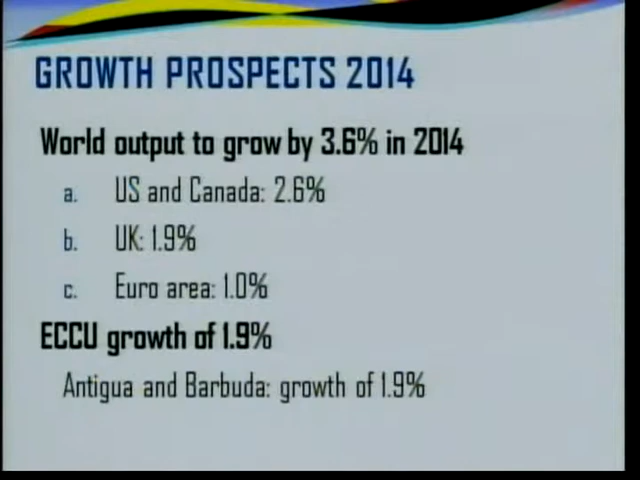 GROWTH PROSPECTS 2014
World output to grow by 3.6% in 2014
a. US and Canada: 2.6%
b. UK: 1.9%
c. Euro area: 1.0%
ECCU growth of 1.9%
Antigua and Barbuda: growth of 1.9%